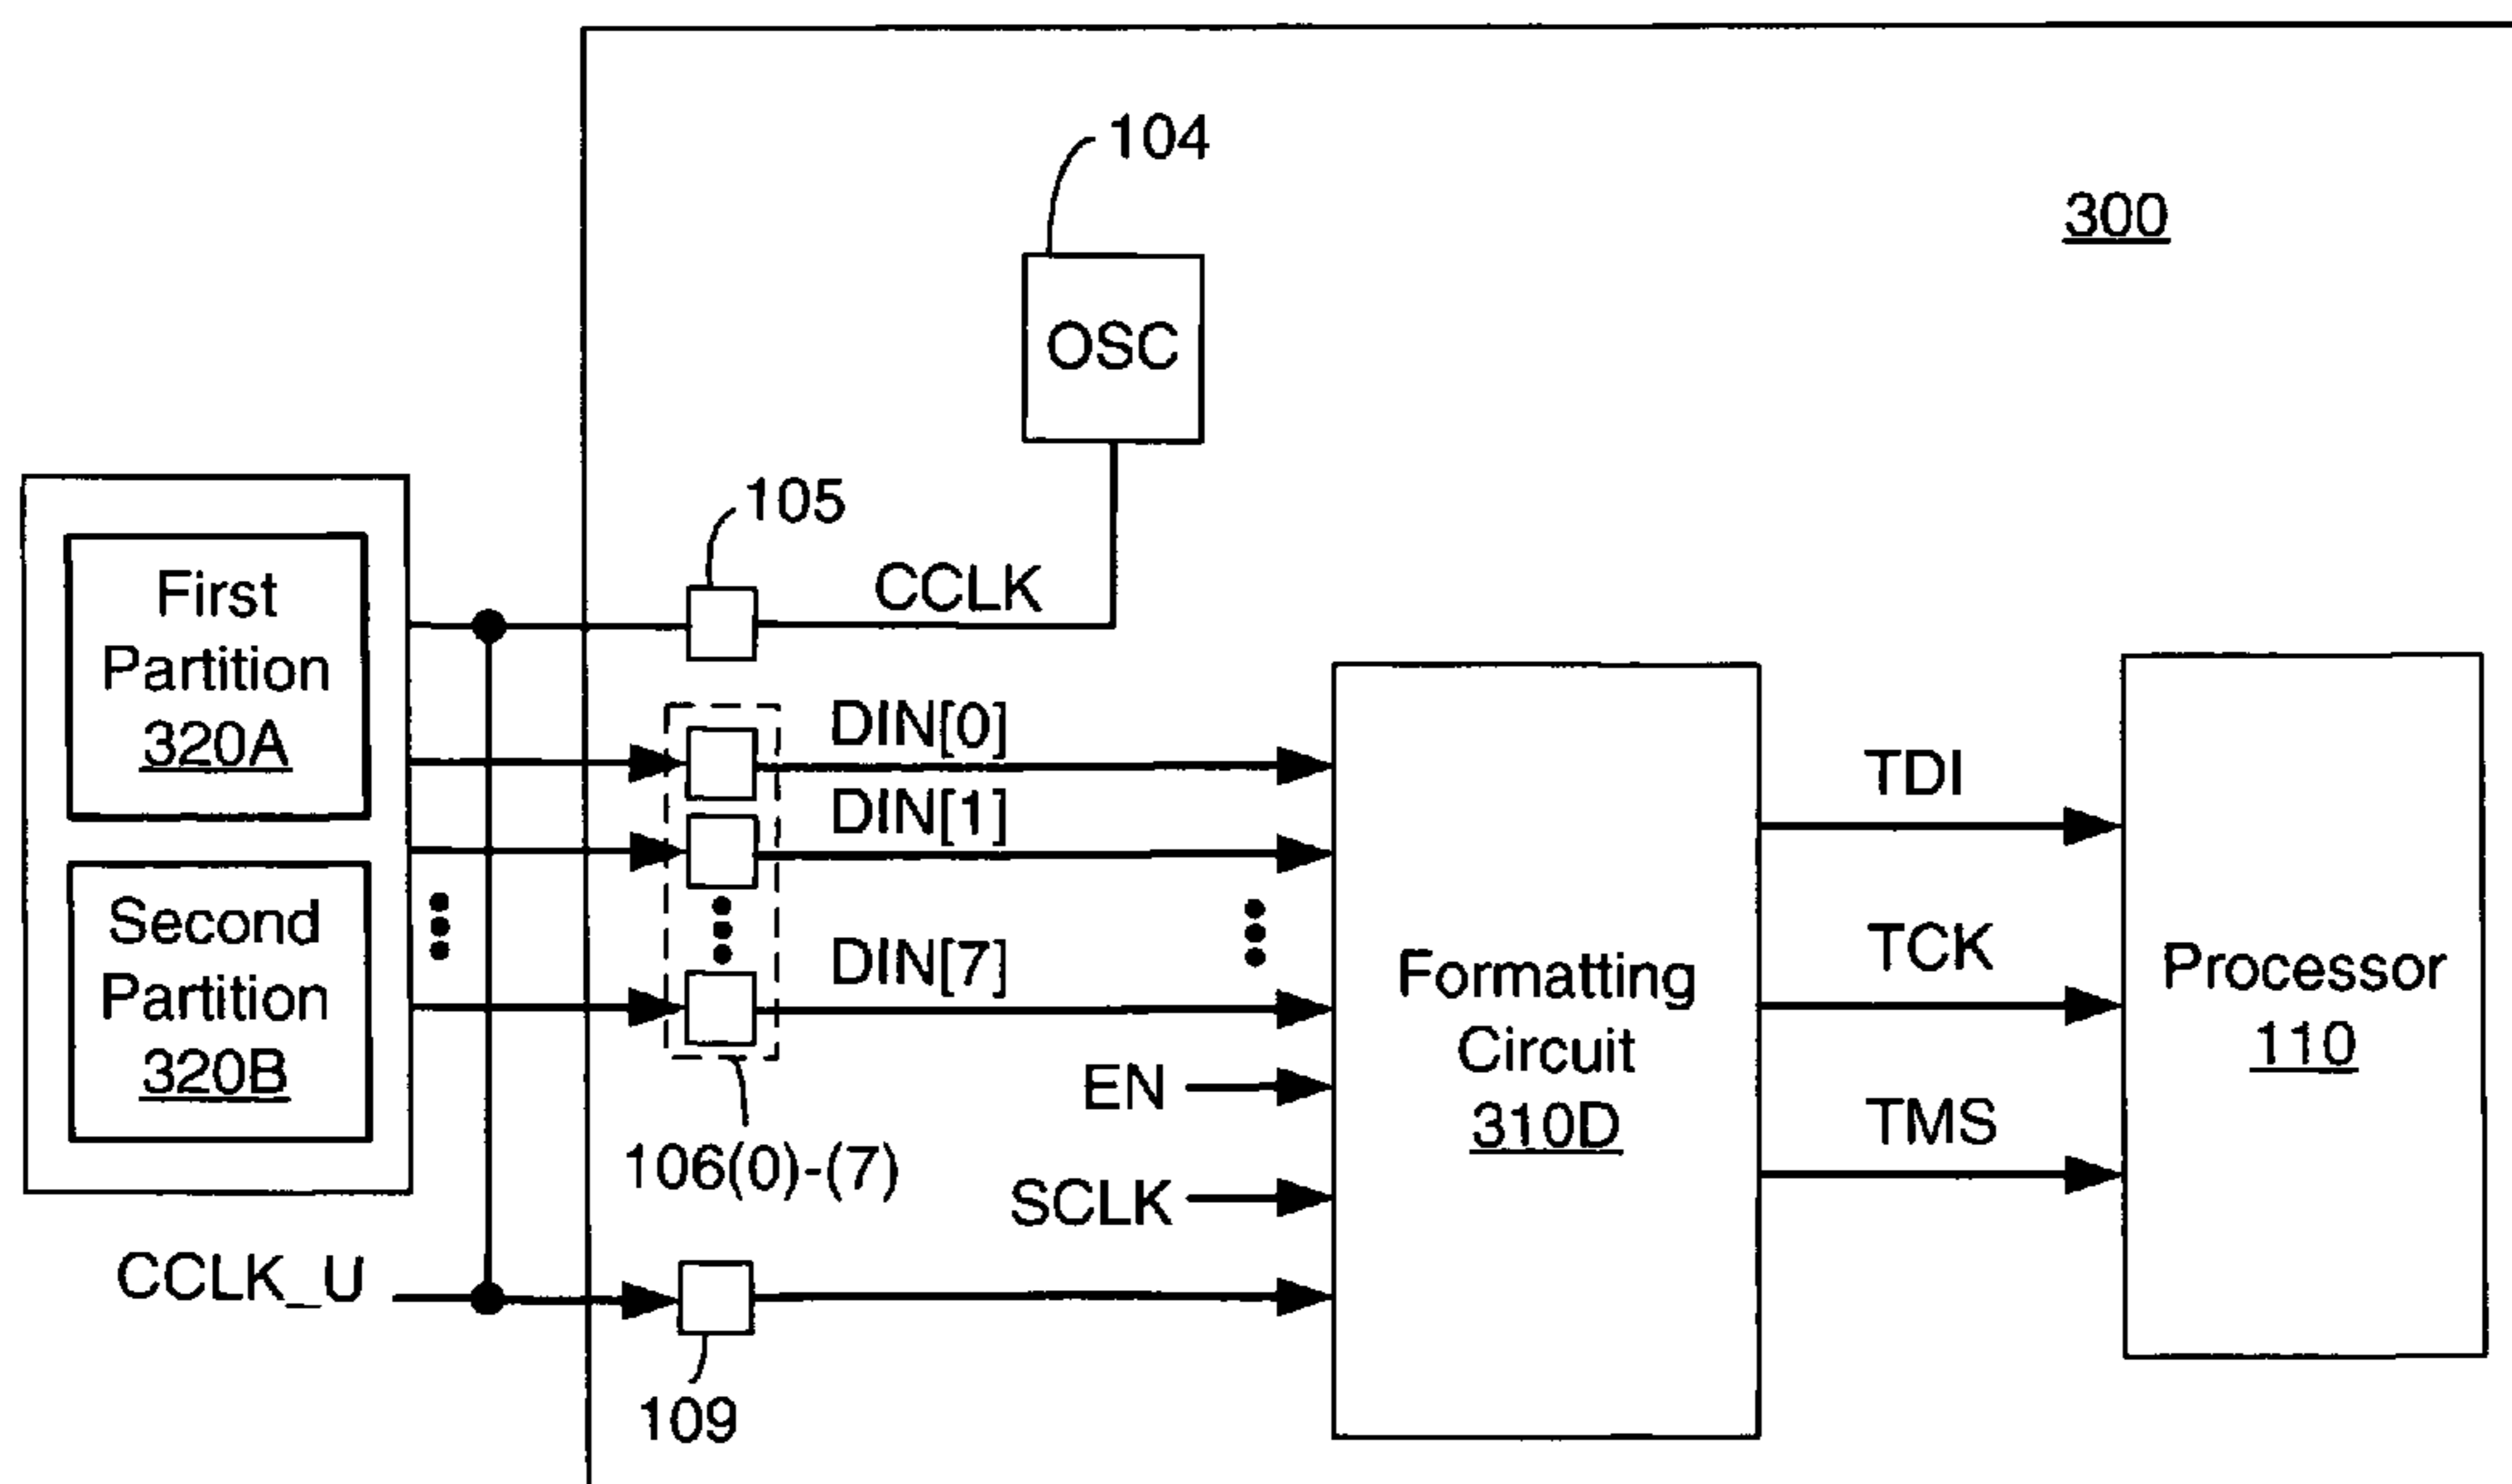 104
300
OSC
105
CCLK
First
Partition
320A
DIN[0]
DIN[1]
DIN[7]
Second
Partition
320B
106(0)-(7)
EN
SCLK
CCLK_U
109
Formatting
Circuit
310D
TDI
TCK
TMS
Processor
110